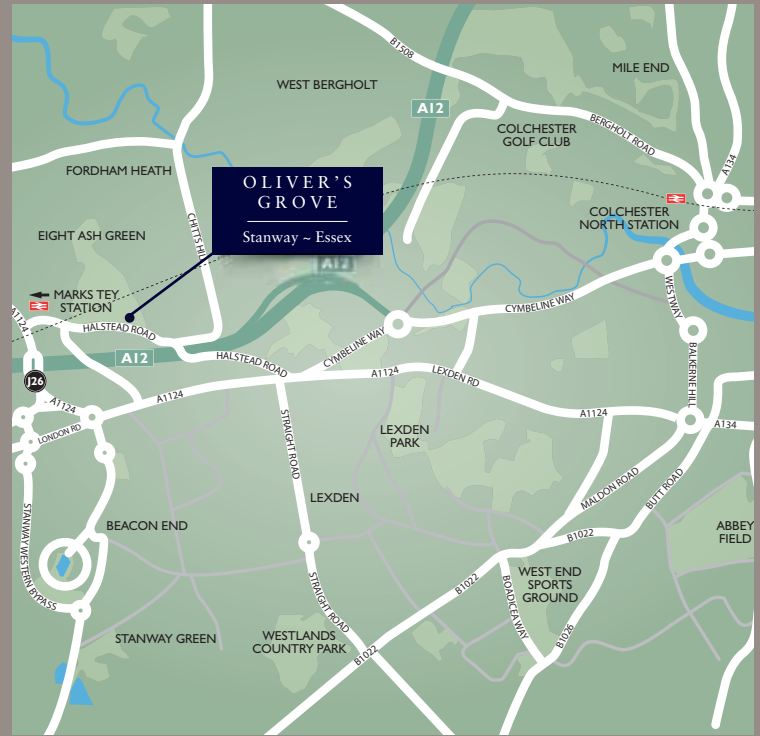 B1508
MILE END
WEST BERGHOLT
A12
COLCHESTER
GOLF CLUB
BERGHOLT ROAD
A134
FORDHAM HEATH
OLIVER'S
GROVE
Stanway ~ Essex
CHITTS HIL
COLCHESTER
NORTH STATION
EIGHT ASH GREEN
A12
MARKS TEY
STATION
A1124
HALSTEAD ROAD
A12
HALSTEAD ROAD
CYMBELINE WAY
CYMBELINE WAY
WESTWAY
BALKERNE HILL
J26
A1124
A1124
A1124
LEXDEN RD
A1124
A134
LONDON RD
STRAIGHT ROAD
LEXDEN
PARK
MALDON ROAD
BUTT ROAD
LEXDEN
STANWAY WESTERN BYPASS
BEACON END
B1022
ABBEY
FIELD
STRAIGHT ROAD
B1022
BOADICEA WAY
WEST END
SPORTS
GROUND
B1026
STANWAY GREEN
WESTLANDS
COUNTRY PARK
B1022